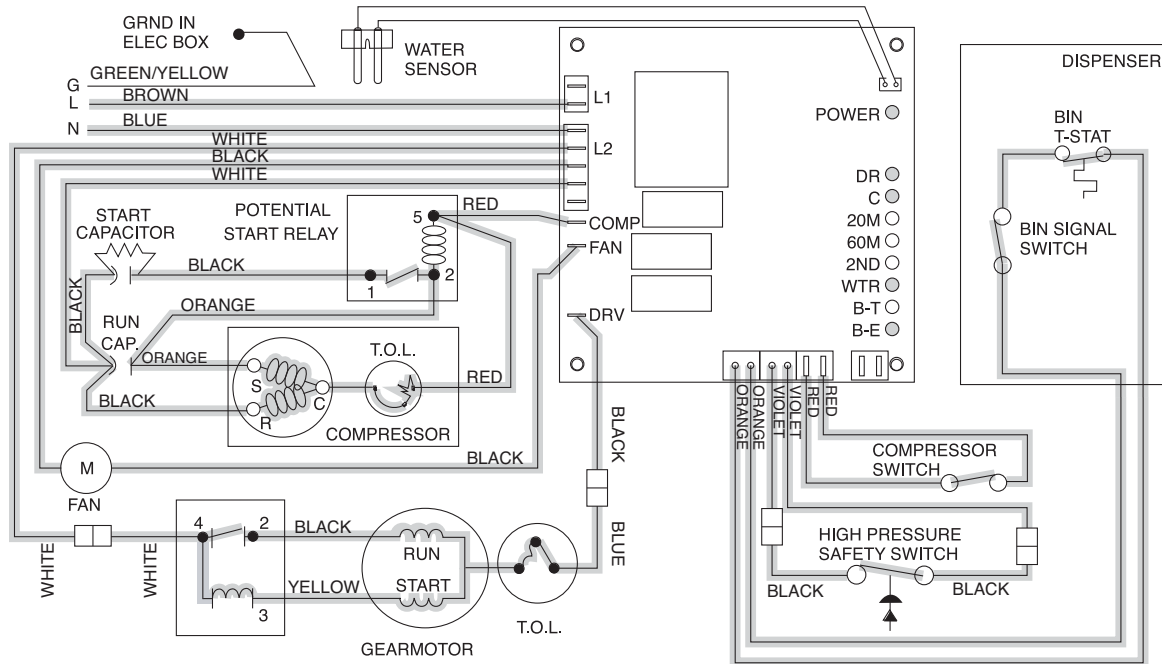 GRND IN
ELEC BOX
WATER
SENSOR
DISPENSER
G
GREEN/YELLOW
L
BROWN
L1
N
BLUE
WHITE
L2
BLACK
WHITE
POWER
BIN
T-STAT
DR
C
20M
60M
2ND
WTR
B-T
B-E
BIN SIGNAL
SWITCH
START
CAPACITOR
POTENTIAL
START RELAY
5
RED
COMP
FAN
BLACK
1
2
BLACK
ORANGE
RUN
CAP.
DRV
ORANGE
T.O.L.
S
C
RED
R
BLACK
COMPRESSOR
ORANGE
ORANGE
VIOLET
VIOLET
RED
RED
BLACK
COMPRESSOR
SWITCH
M
BLACK
FAN
4
2
BLACK
RUN
BLUE
WHITE
WHITE
HIGH PRESSURE
SAFETY SWITCH
YELLOW
START
3
BLACK
BLACK
GEARMOTOR
T.O.L.